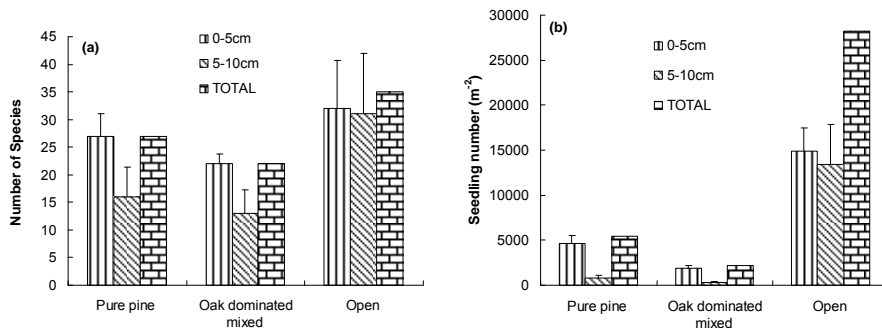 (a)
0-5cm
5-10cm
TOTAL
Number of Species
45
40
35
30
25
20
15
10
5
0
Pure pine
Oak dominated
mixed
Open
(b)
0-5cm
5-10cm
TOTAL
Seedling number (m-2)
30000
25000
20000
15000
10000
5000
0
Pure pine
Oak dominated
mixed
Open